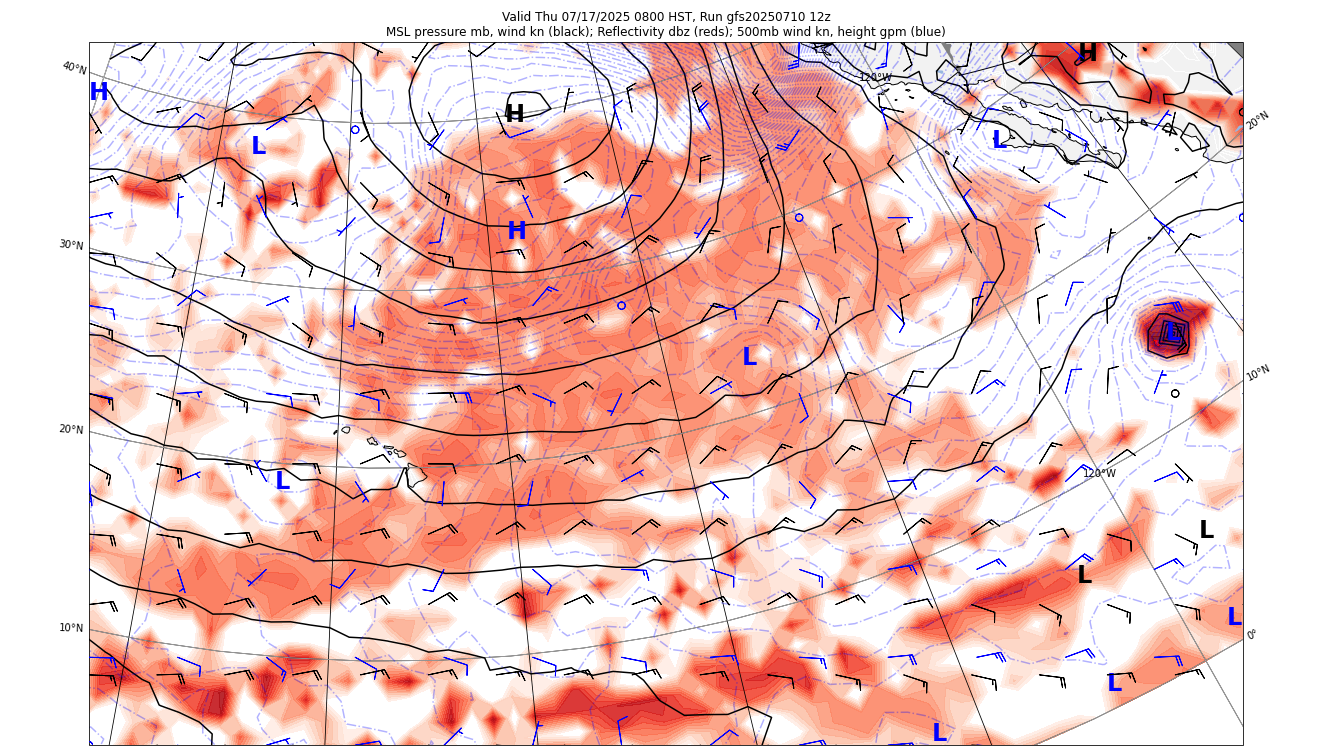 Valid Thu 07/17/2025 0800 HST, Run gfs20250710 12z
MSL pressure mb, wind kn (black); Reflectivity dbz (reds); 500mb wind kn, height gpm (blue)
H
40°N
120°W
H
H
20°N
L
L
H
30°N
L
L
10°N
20°N
120°W
L
L
L
10°N
L
0°
L
L